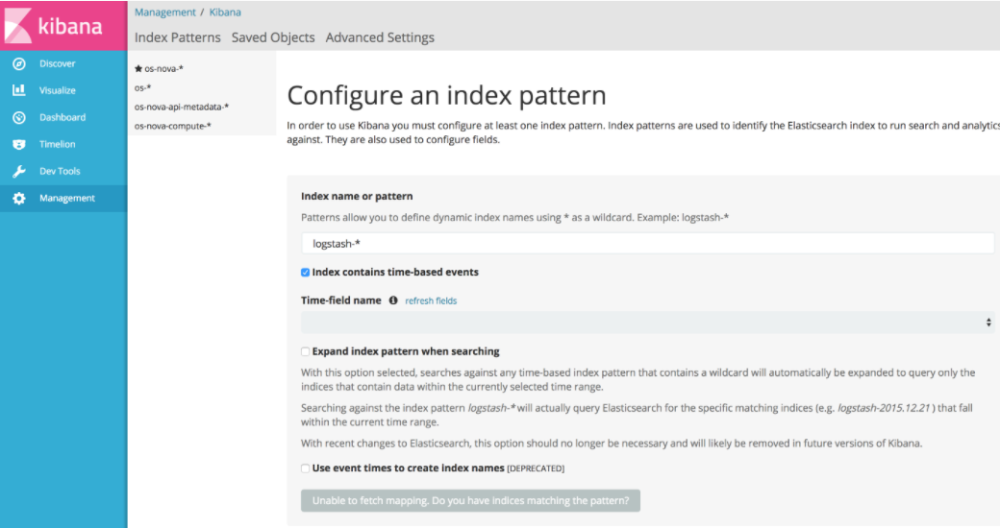 kibana
Discover
Visualize
Dashboard
Timelion
Dev Tools
Management
Management / Kibana
Index Patterns Saved Objects Advanced Settings
★ os-nova-*
os-*
os-nova-api-metadata-*
os-nova-compute-*
Configure an index pattern
In order to use Kibana you must configure at least one index pattern. Index patterns are used to identify the Elasticsearch index to run search and analytics
against. They are also used to configure fields.
Index name or pattern
Patterns allow you to define dynamic index names using * as a wildcard. Example: logstash-*
logstash-*
Index contains time-based events
Time-field name refresh fields
Expand index pattern when searching
With this option selected, searches against any time-based index pattern that contains a wildcard will automatically be expanded to query only the
indices that contain data within the currently selected time range.
Searching against the index pattern logstash-* will actually query Elasticsearch for the specific matching indices (e.g. logstash-2015.12.21 ) that fall
within the current time range.
With recent changes to Elasticsearch, this option should no longer be necessary and will likely be removed in future versions of Kibana.
Use event times to create index names [DEPRECATED]
Unable to fetch mapping. Do you have indices matching the pattern?